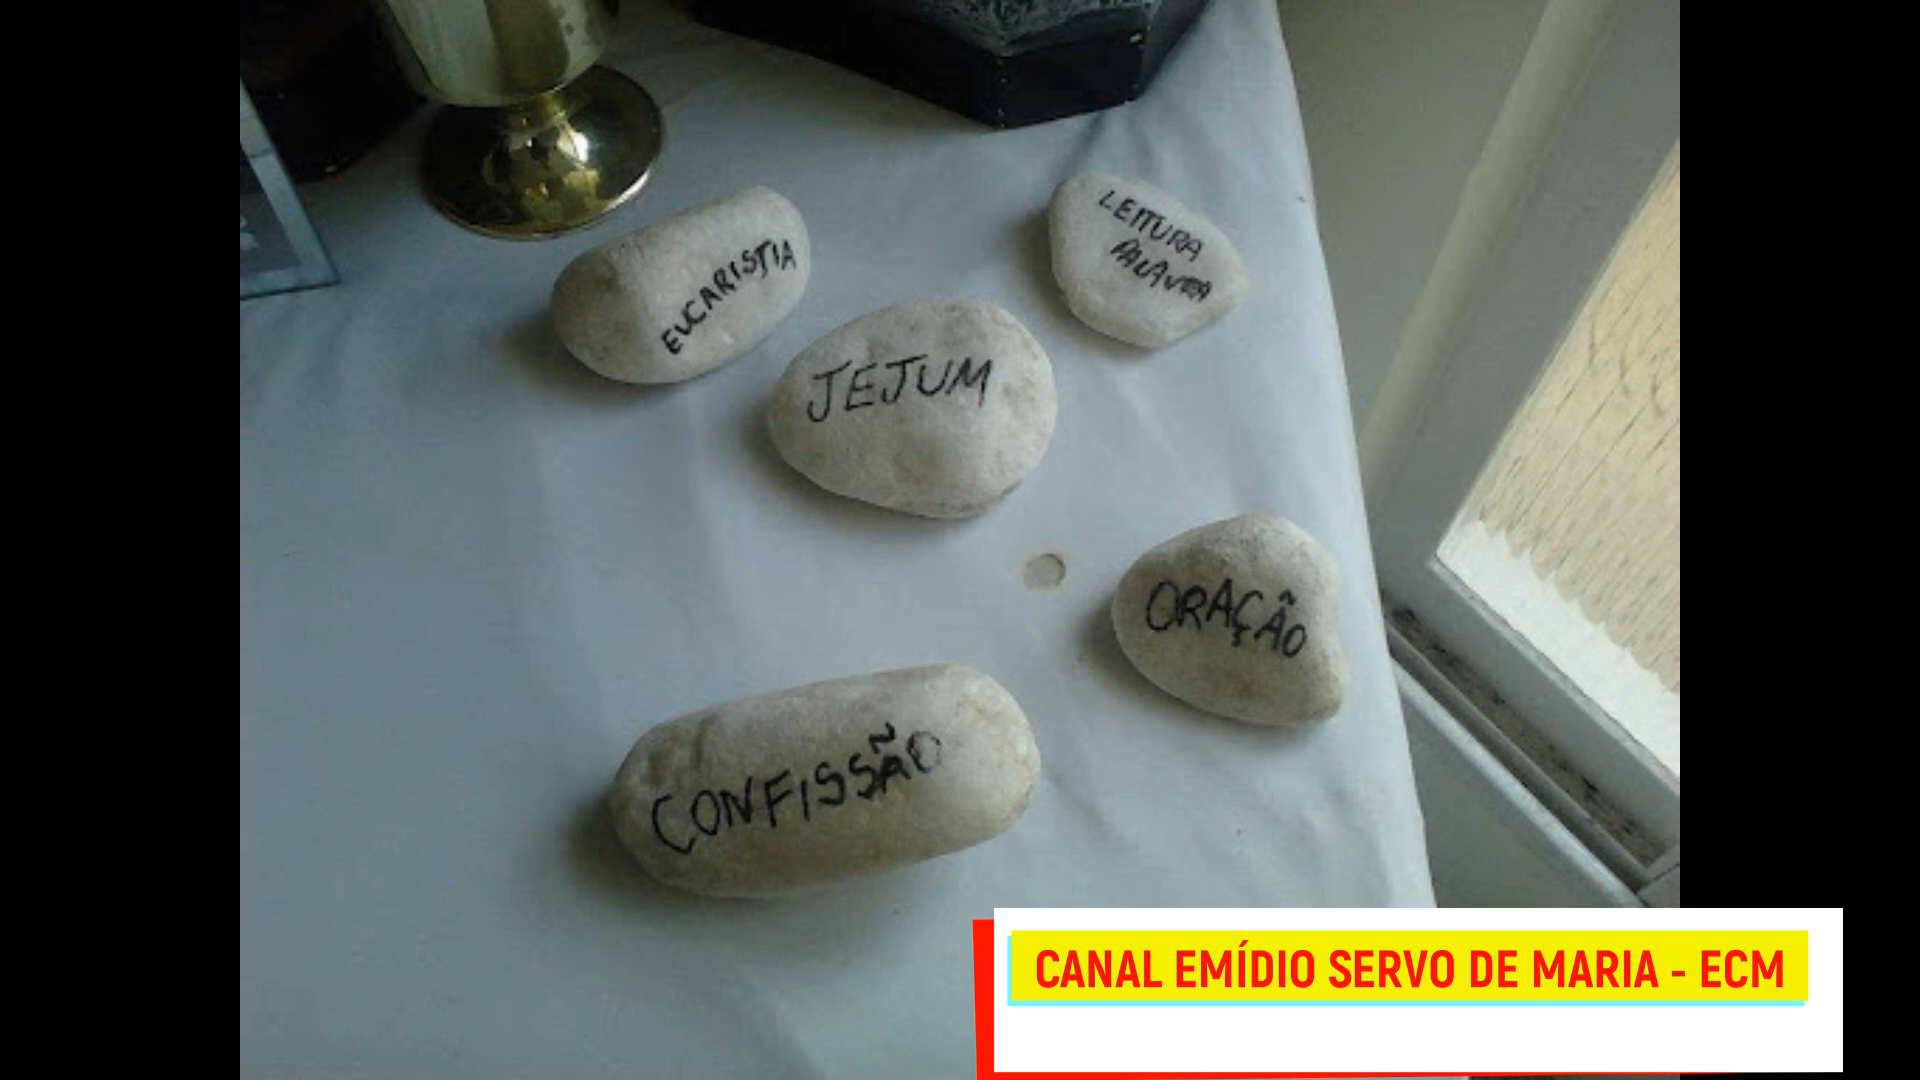 EUCARISTIA
LEITURA
PALAVRA
JEJUM
ORAÇÃO
CONFISSÃO
CANAL EMÍDIO SERVO DE MARIA - ECM